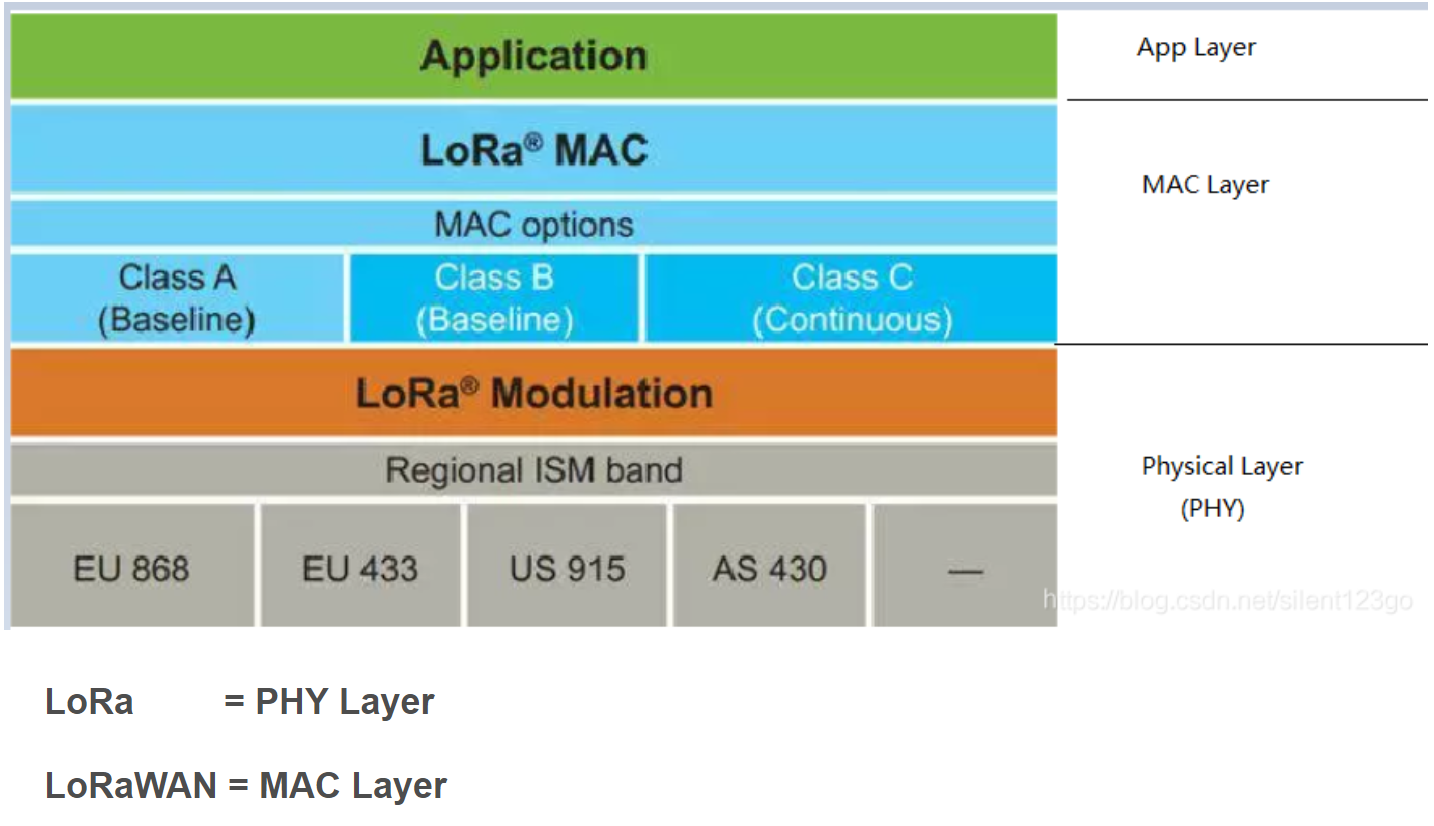 Application
App Layer
LoRa® MAC
MAC Layer
MAC options
Class A
(Baseline)
Class B
(Baseline)
Class C
(Continuous)
LoRa® Modulation
Regional ISM band
Physical Layer
(PHY)
EU 868
EU 433
US 915
AS 430
—
https://blog.csdn.net/silent123go
LoRa = PHY Layer
LoRaWAN = MAC Layer